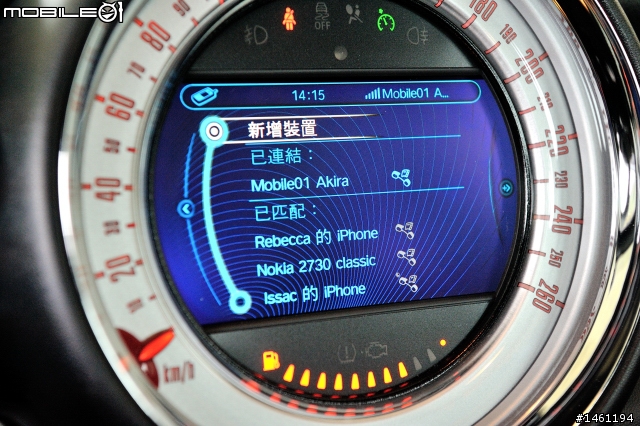 MOBILE01
OFF
14:15 Mobile01 A...
新增裝置
已連結：
Mobile01 Akira
已匹配：
Rebecca 的 iPhone
Nokia 2730 classic
Issac 的 iPhone
20
40
60
80
180
200
220
240
250
260
km/h
#1461194